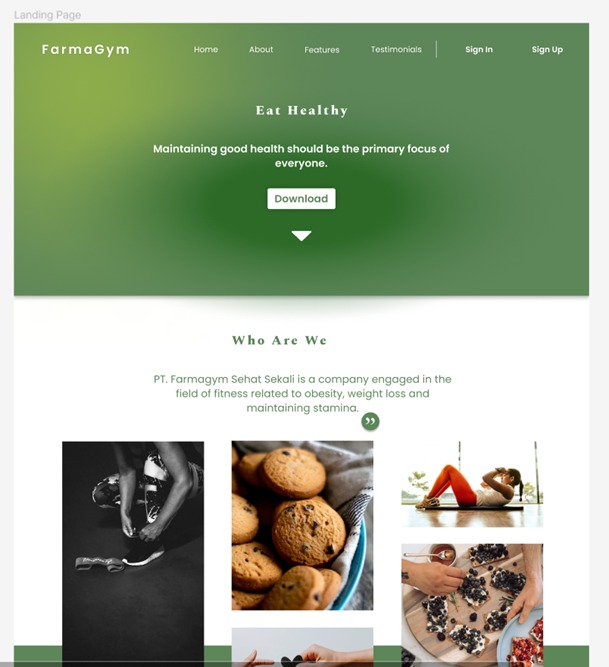 Landing Page
FarmaGym Home About Features Testimonials Sign In Sign Up
Eat Healthy
Maintaining good health should be the primary focus of
everyone.
Download
Who Are We
PT. Farmagym Sehat Sekali is a company engaged in the
field of fitness related to obesity, weight loss and
maintaining stamina.